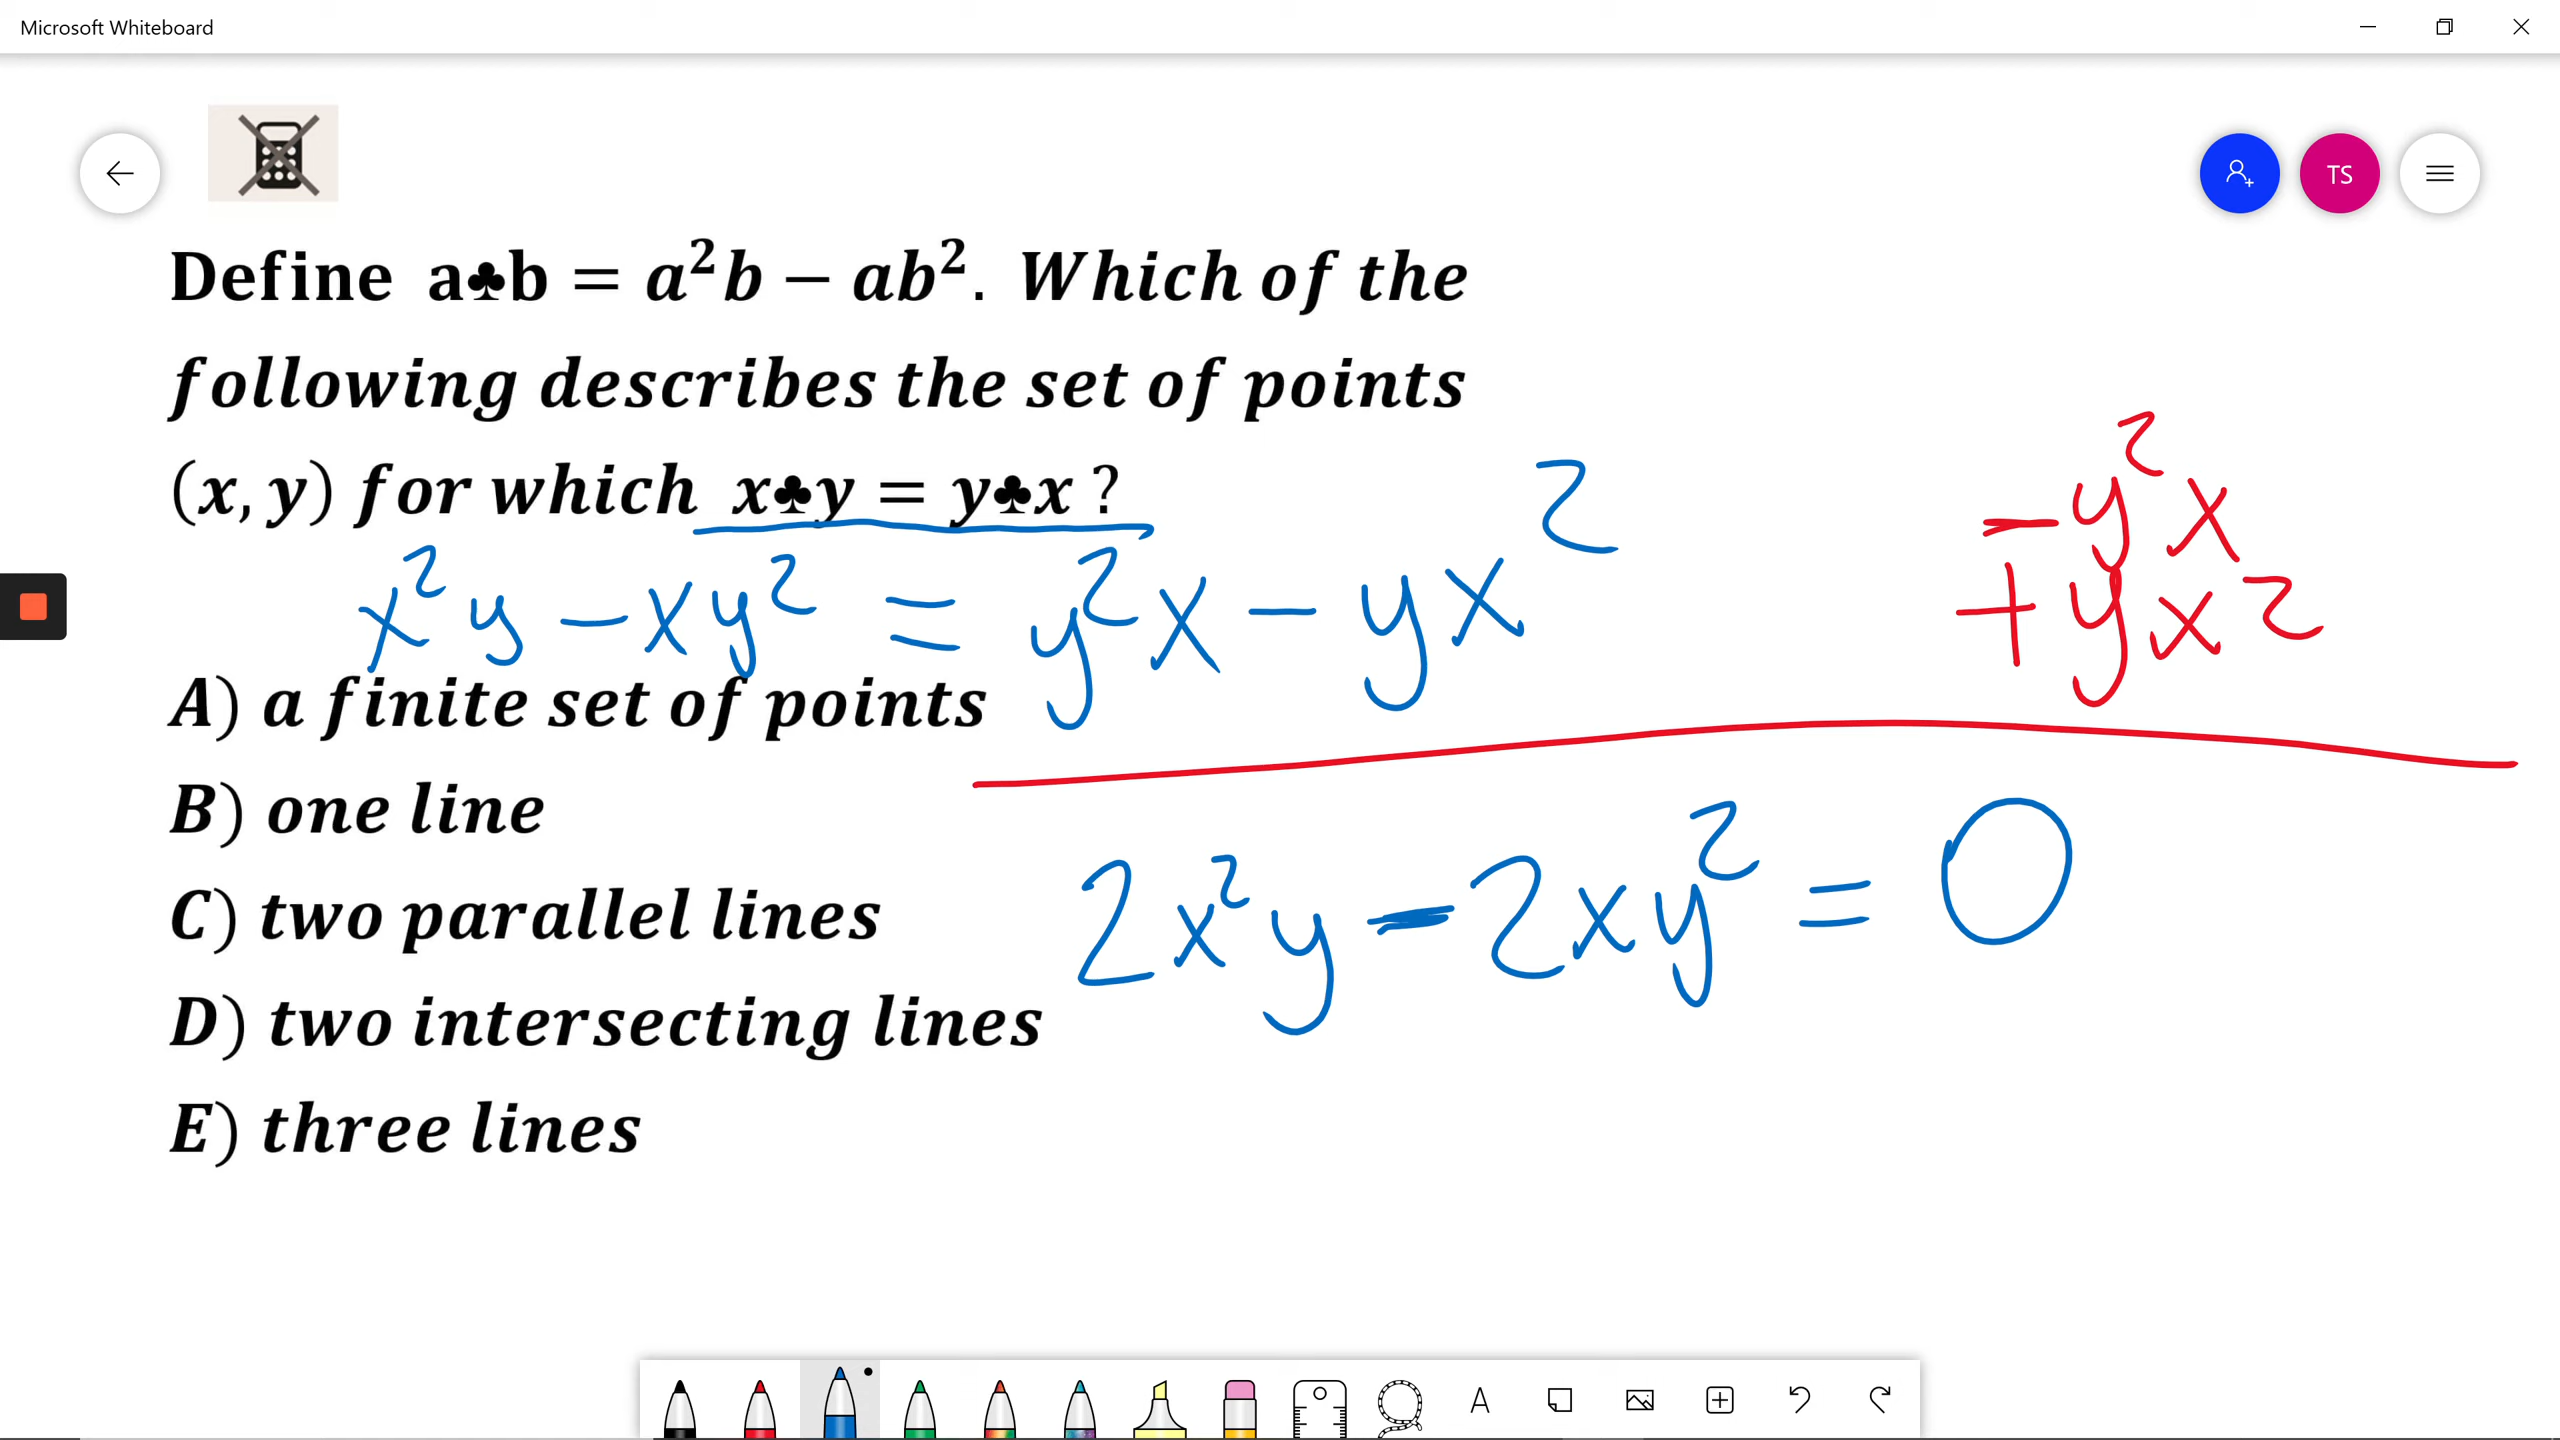 Microsoft Whiteboard
TS
Define a♣b = a²b − ab². Which of the
following describes the set of points
(x, y) for which x♣y = y♣x ?
x²y − xy² = y²x − yx²
−y²x
+yx²
A) a finite set of points
B) one line
C) two parallel lines
D) two intersecting lines
E) three lines
2x²y − 2xy² = 0
A